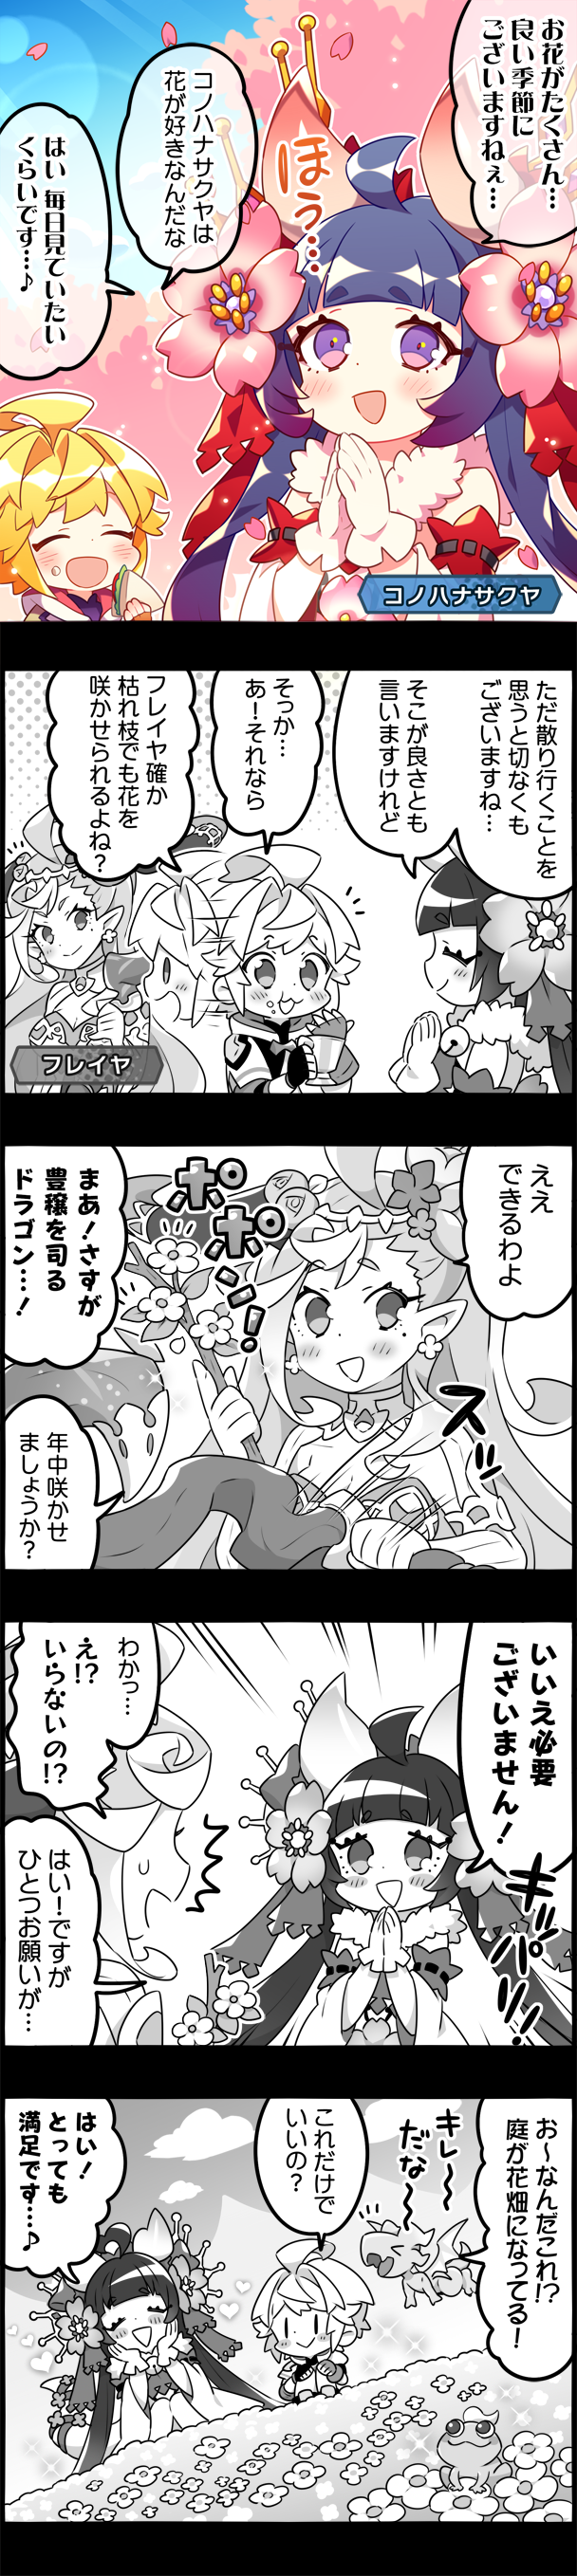 お花がたくさん…
良い季節に
ございますねぇ…
ほぅ…
コノハナサクヤは
花が好きなんだな
はい 毎日見ていたい
くらいです…♪
コノハナサクヤ
ただ散り行くことを
思うと切なくも
ございますね…
そこが良さとも
言いますけれど
そっか…
あ！それなら
フレイヤ確か
枯れ枝でも花を
咲かせられるよね？
フレイヤ
ええ
できるわよ
ポポンッ！
スッ
まあ！さすが
豊穣を司る
ドラゴン…！
年中咲かせ
ましょうか？
いいえ必要
ございません！
キッパリ！
わかっ…
え!?
いらないの!?
はい！ですが
ひとつお願いが…
お～なんだこれ!?
庭が花畑になってる！
キレ～
だな～
これだけで
いいの？
はい！
とっても
満足です…♪